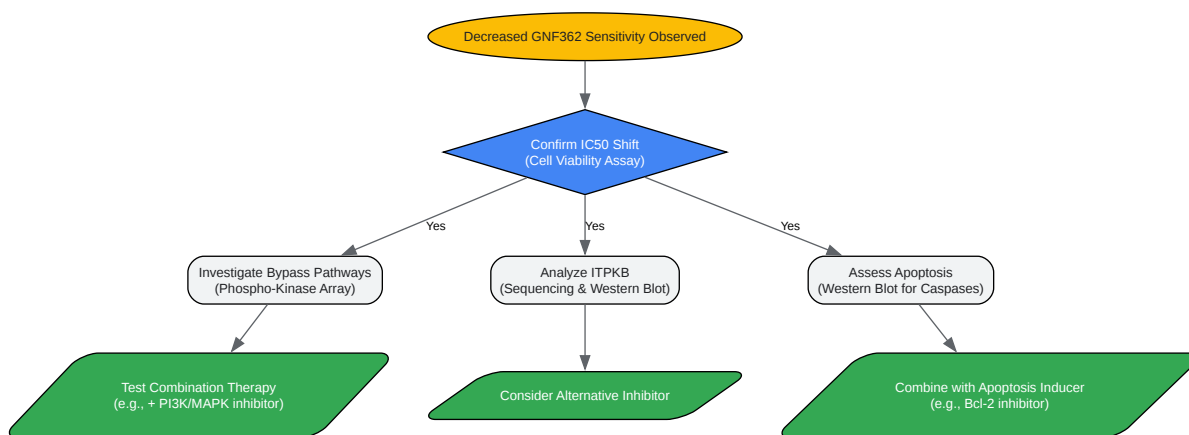 Decreased GNF362 Sensitivity Observed
Confirm IC50 Shift
(Cell Viability Assay)
Yes
Yes
Yes
Investigate Bypass Pathways
(Phospho-Kinase Array)
Analyze ITPKB
(Sequencing & Western Blot)
Assess Apoptosis
(Western Blot for Caspases)
Test Combination Therapy
(e.g., + PI3K/MAPK inhibitor)
Consider Alternative Inhibitor
Combine with Apoptosis Inducer
(e.g., Bcl-2 inhibitor)